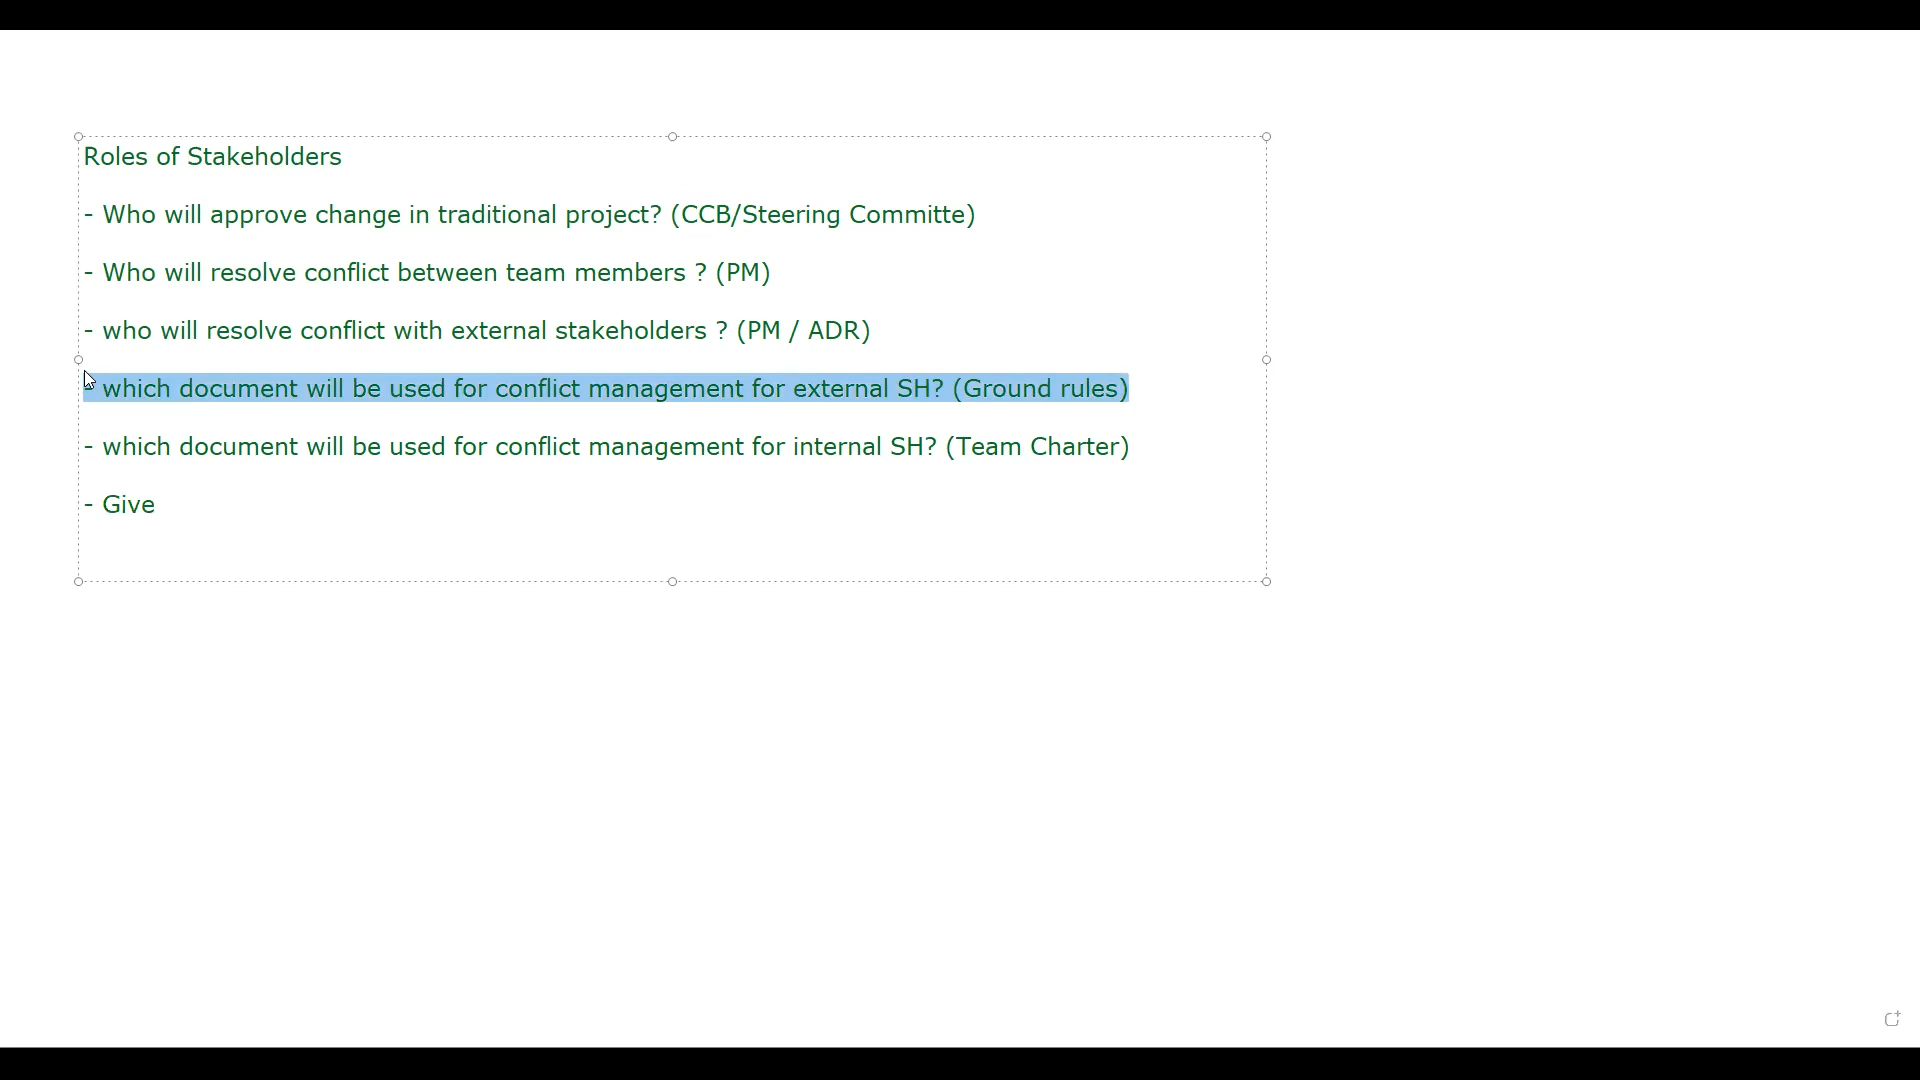 Roles of Stakeholders
- Who will approve change in traditional project? (CCB/Steering Committe)
- Who will resolve conflict between team members ? (PM)
- who will resolve conflict with external stakeholders ? (PM / ADR)
- which document will be used for conflict management for external SH? (Ground rules)
- which document will be used for conflict management for internal SH? (Team Charter)
- Give